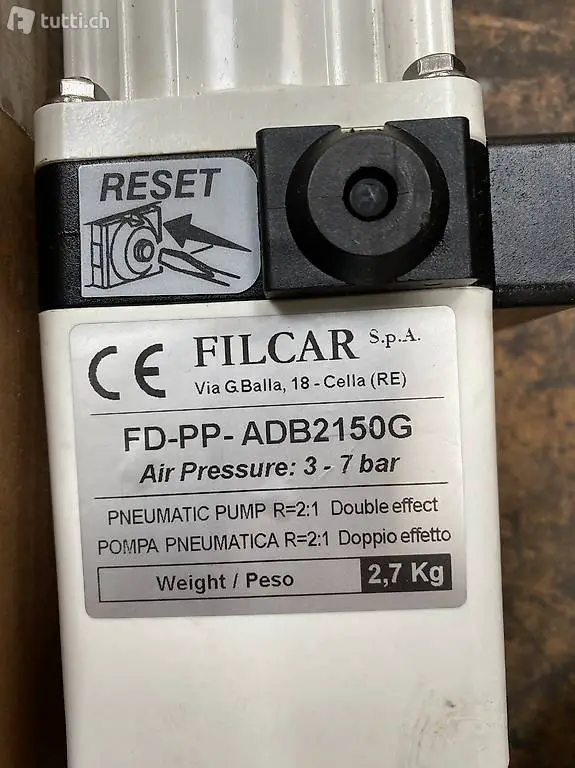 tutti.ch
RESET
CE FILCAR S.p.A.
Via G.Balla, 18 - Cella (RE)
FD-PP- ADB2150G
Air Pressure: 3 - 7 bar
PNEUMATIC PUMP R=2:1 Double effect
POMPA PNEUMATICA R=2:1 Doppio effetto
Weight / Peso 2,7 Kg